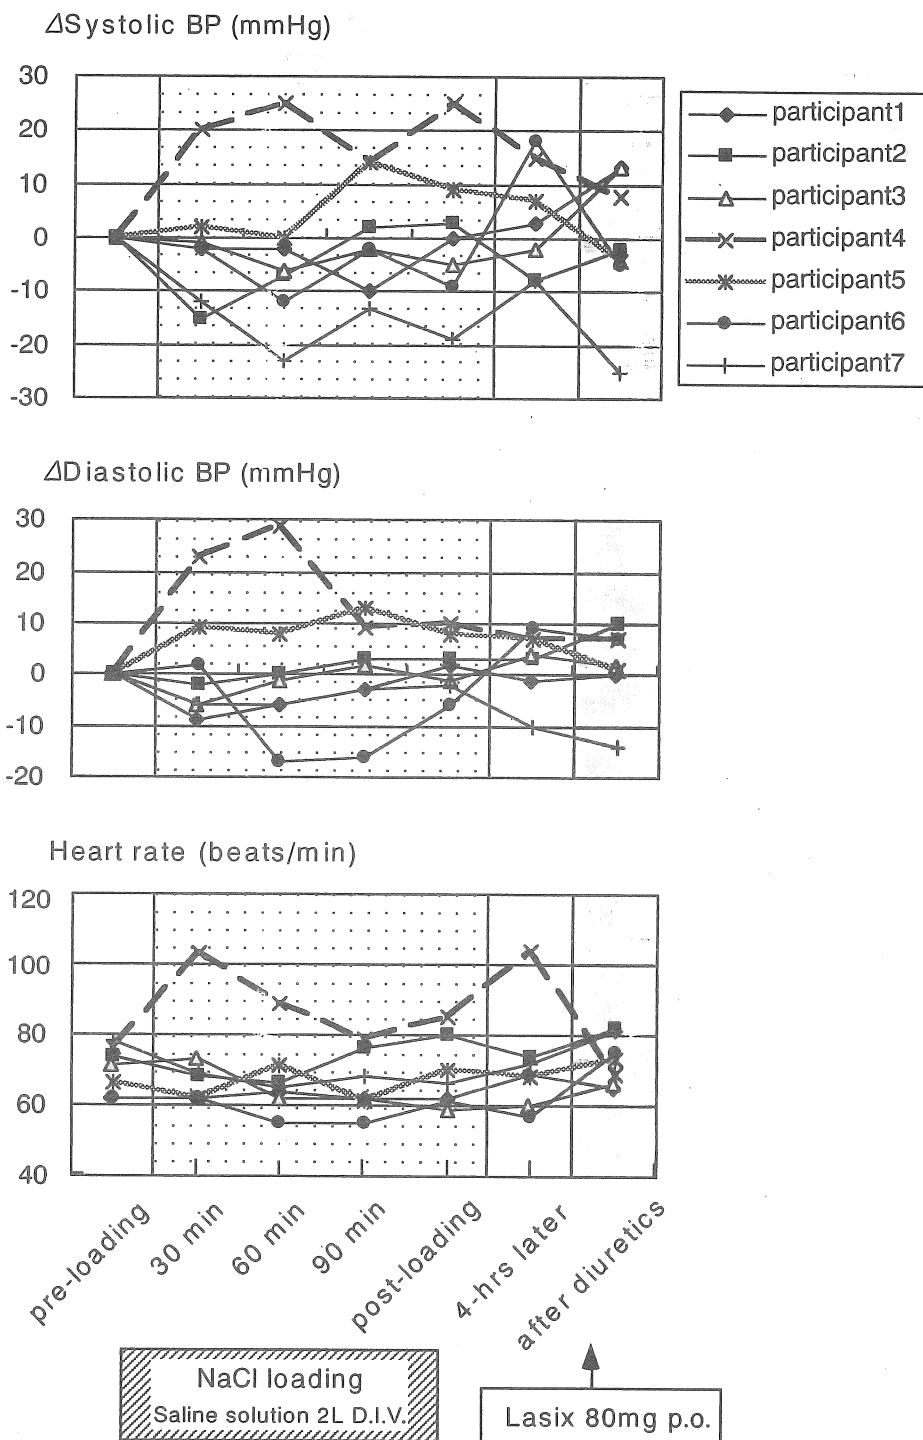 ΔSystolic BP (mmHg)
30
20
10
0
-10
-20
-30
participant1
participant2
participant3
participant4
participant5
participant6
participant7
ΔDiastolic BP (mmHg)
30
20
10
0
-10
-20
Heart rate (beats/min)
120
100
80
60
40
pre-loading
30 min
60 min
90 min
post-loading
4-hrs later
after diuretics
NaCl loading
Saline solution 2L D.I.V.
Lasix 80mg p.o.